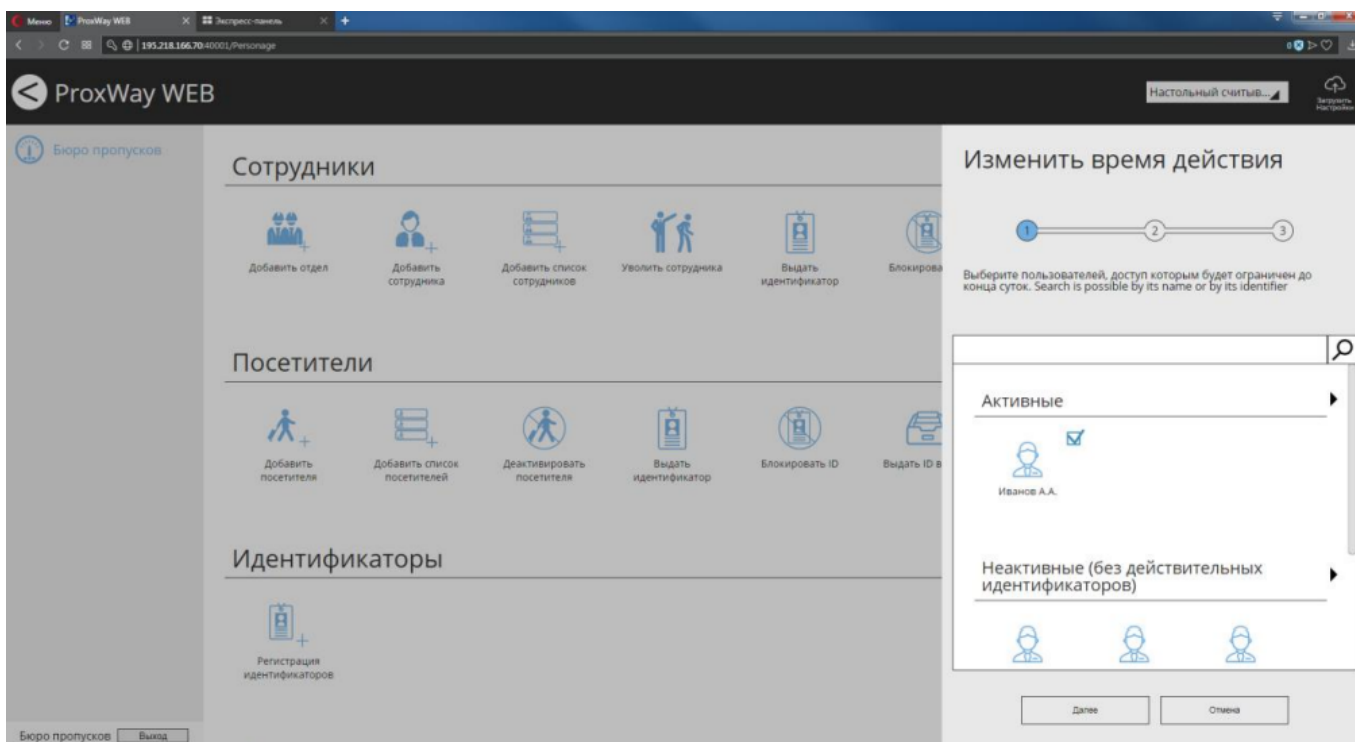 Меню
ProxWay WEB
Экспресс-панель
195.218.166.70:40001/Personage
ProxWay WEB
Настольный считыв...
Загрузить
Настройки
Бюро пропусков
Сотрудники
Добавить отдел
Добавить
сотрудника
Добавить список
сотрудников
Уволить сотрудника
Выдать
идентификатор
Блокирова
Посетители
Добавить
посетителя
Добавить список
посетителей
Деактивировать
посетителя
Выдать
идентификатор
Блокировать ID
Выдать ID в
Идентификаторы
Регистрация
идентификаторов
Бюро пропусков
Выход
Изменить время действия
1
2
3
Выберите пользователей, доступ которым будет ограничен до
конца суток. Search is possible by its name or by its identifier
Активные
Иванов А.А.
Неактивные (без действительных
идентификаторов)
Далее
Отмена